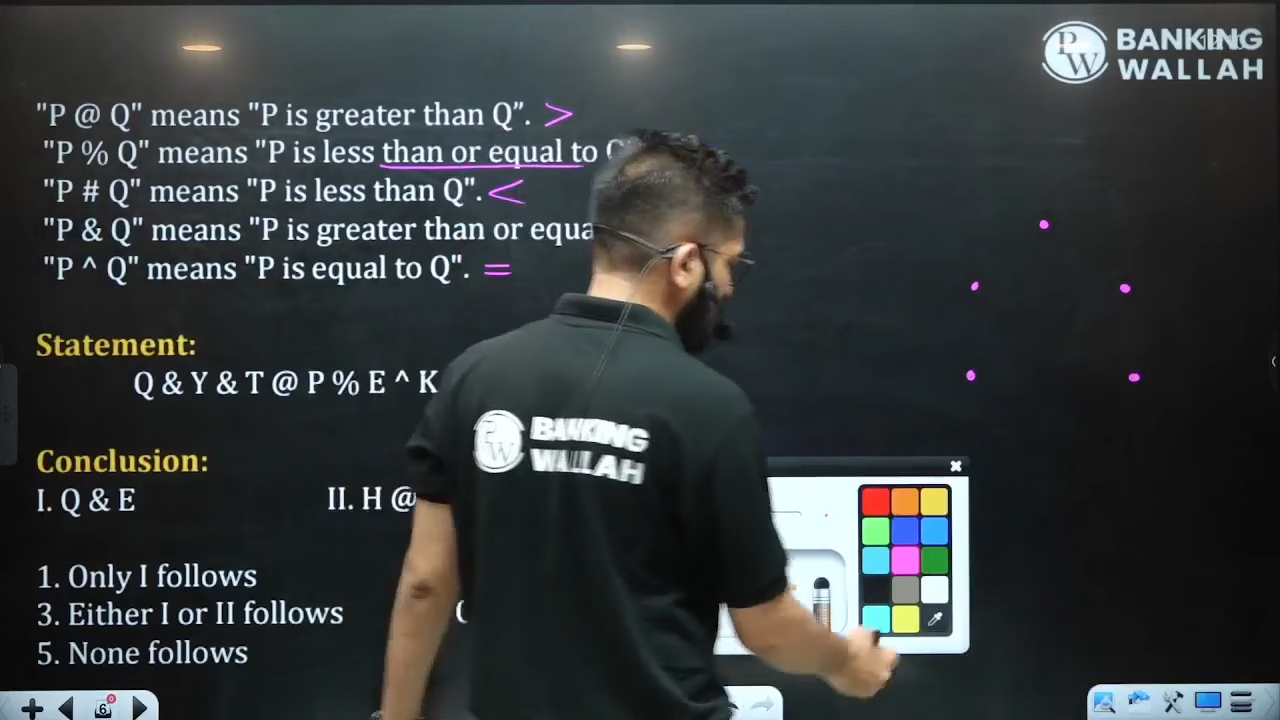 BANKING
WALLAH
"P @ Q" means "P is greater than Q". >
"P % Q" means "P is less than or equal to
"P # Q" means "P is less than Q". <
"P & Q" means "P is greater than or
"P ^ Q" means "P is equal to Q". =
Statement:
Q & Y & T @ P % E ^ K
Conclusion:
I. Q & E II. H @
1. Only I follows
3. Either I or II follows
5. None follows
PW
BANKING
WALLAH
PW
6